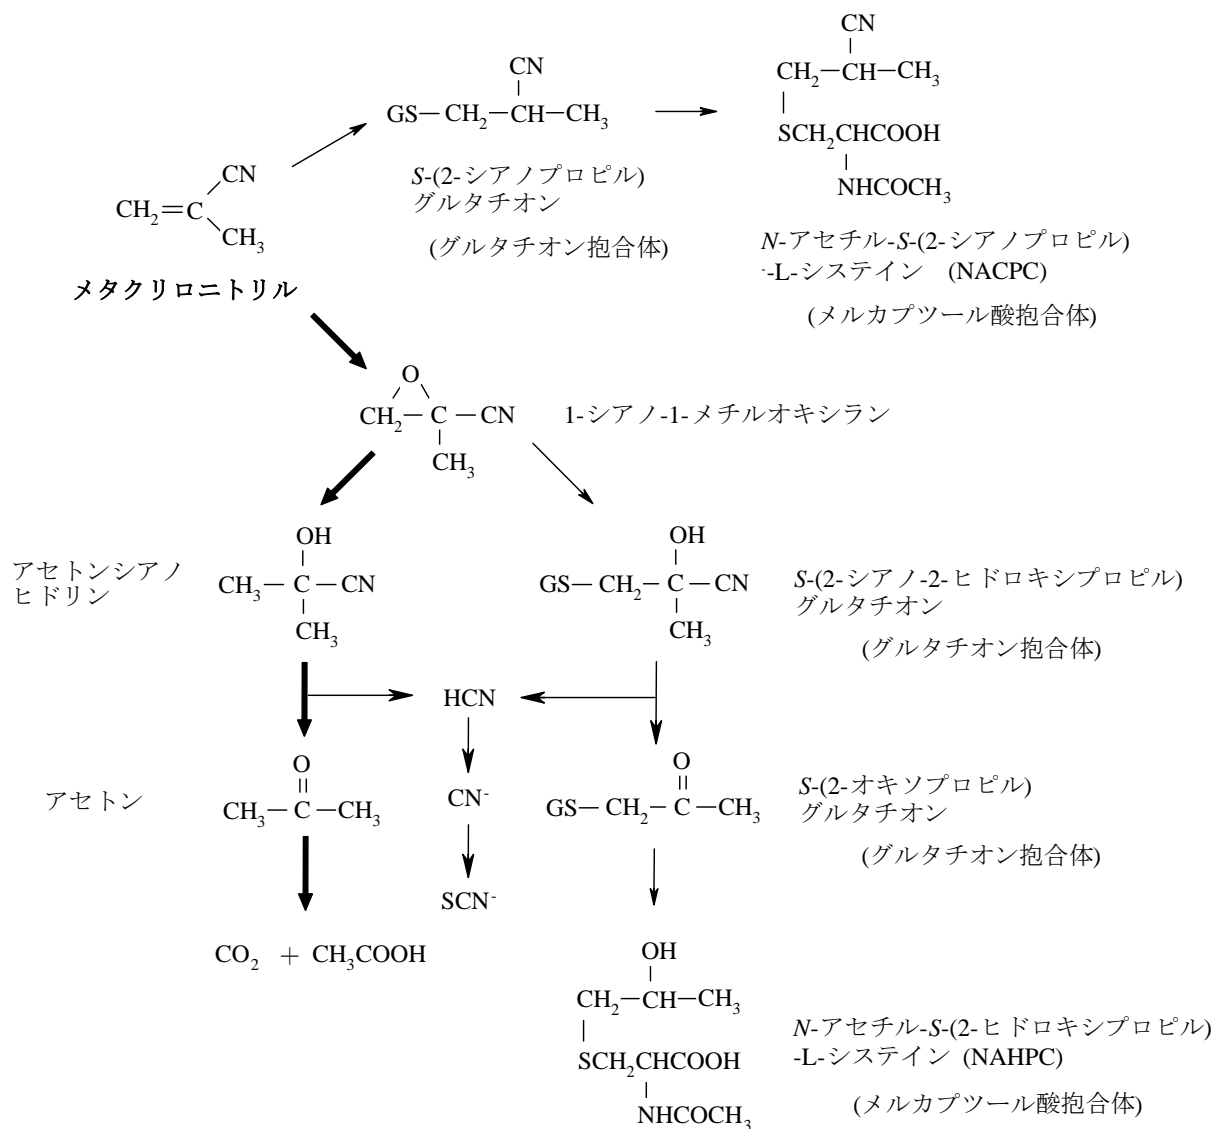 CN
CH2—CH—CH3
SCH2CHCOOH
NHCOCH3
N-アセチル-S-(2-シアノプロピル)
-L-システイン (NACPC)
(メルカプツール酸抱合体)
CN
GS—CH2—CH—CH3
S-(2-シアノプロピル)
グルタチオン
(グルタチオン抱合体)
CN
CH2=C
CH3
メタクリロニトリル
O
CH2—C—CN
CH3
1-シアノ-1-メチルオキシラン
アセトンシアノ
ヒドリン
OH
CH3—C—CN
CH3
OH
GS—CH2—C—CN
CH3
S-(2-シアノ-2-ヒドロキシプロピル)
グルタチオン
(グルタチオン抱合体)
HCN
CN-
SCN-
アセトン
O
CH3—C—CH3
O
GS—CH2—C—CH3
S-(2-オキソプロピル)
グルタチオン
(グルタチオン抱合体)
CO2 + CH3COOH
OH
CH2—CH—CH3
SCH2CHCOOH
NHCOCH3
N-アセチル-S-(2-ヒドロキシプロピル)
-L-システイン (NAHPC)
(メルカプツール酸抱合体)